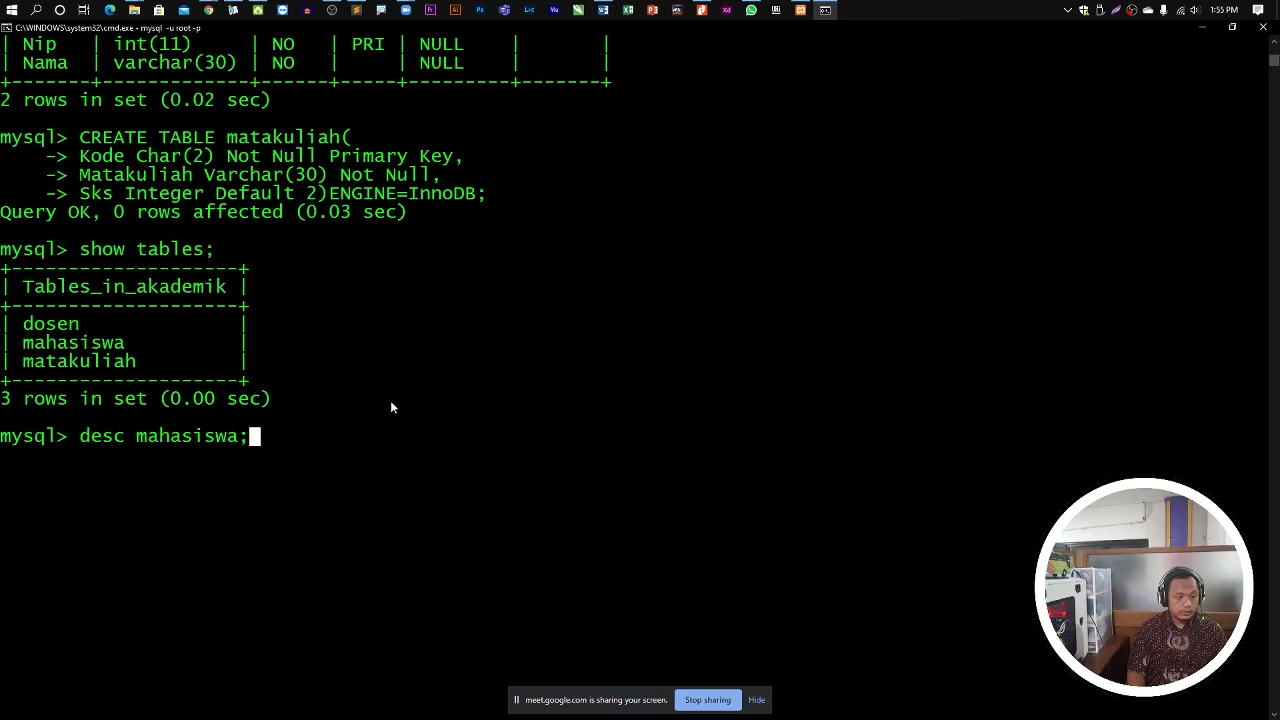 1:55 PM
C:\WINDOWS\system32\cmd.exe - mysql -u root -p
| Nip   | int(11)     | NO   | PRI | NULL    |       |
| Nama  | varchar(30) | NO   |     | NULL    |       |
+-------+-------------+------+-----+---------+-------+
2 rows in set (0.02 sec)
mysql> CREATE TABLE matakuliah(
    -> Kode Char(2) Not Null Primary Key,
    -> Matakuliah Varchar(30) Not Null,
    -> Sks Integer Default 2)ENGINE=InnoDB;
Query OK, 0 rows affected (0.03 sec)
mysql> show tables;
+--------------------+
| Tables_in_akademik |
+--------------------+
| dosen              |
| mahasiswa          |
| matakuliah         |
+--------------------+
3 rows in set (0.00 sec)
mysql> desc mahasiswa;
meet.google.com is sharing your screen.
Stop sharing
Hide